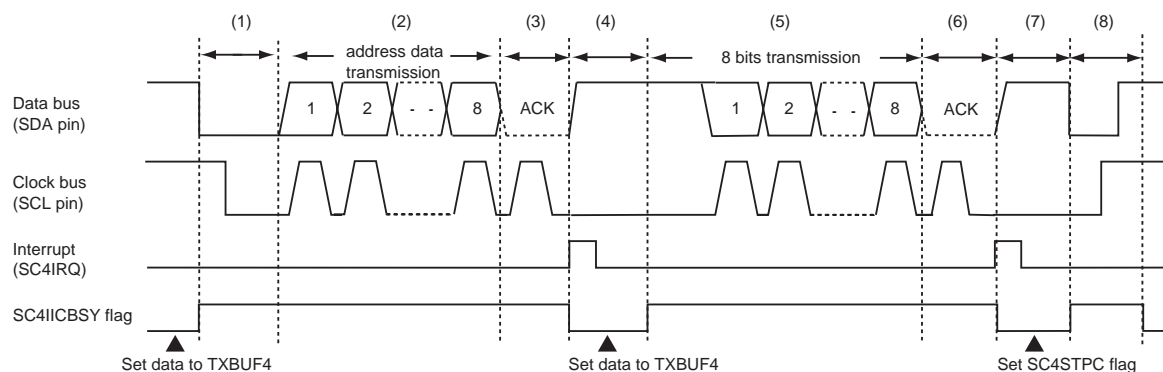 (1) (2) (3) (4) (5) (6) (7) (8)
address data
transmission
8 bits transmission
Data bus
(SDA pin)
1 2 - - 8 ACK 1 2 - - 8 ACK
Clock bus
(SCL pin)
Interrupt
(SC4IRQ)
SC4IICBSY flag
Set data to TXBUF4 Set data to TXBUF4 Set SC4STPC flag